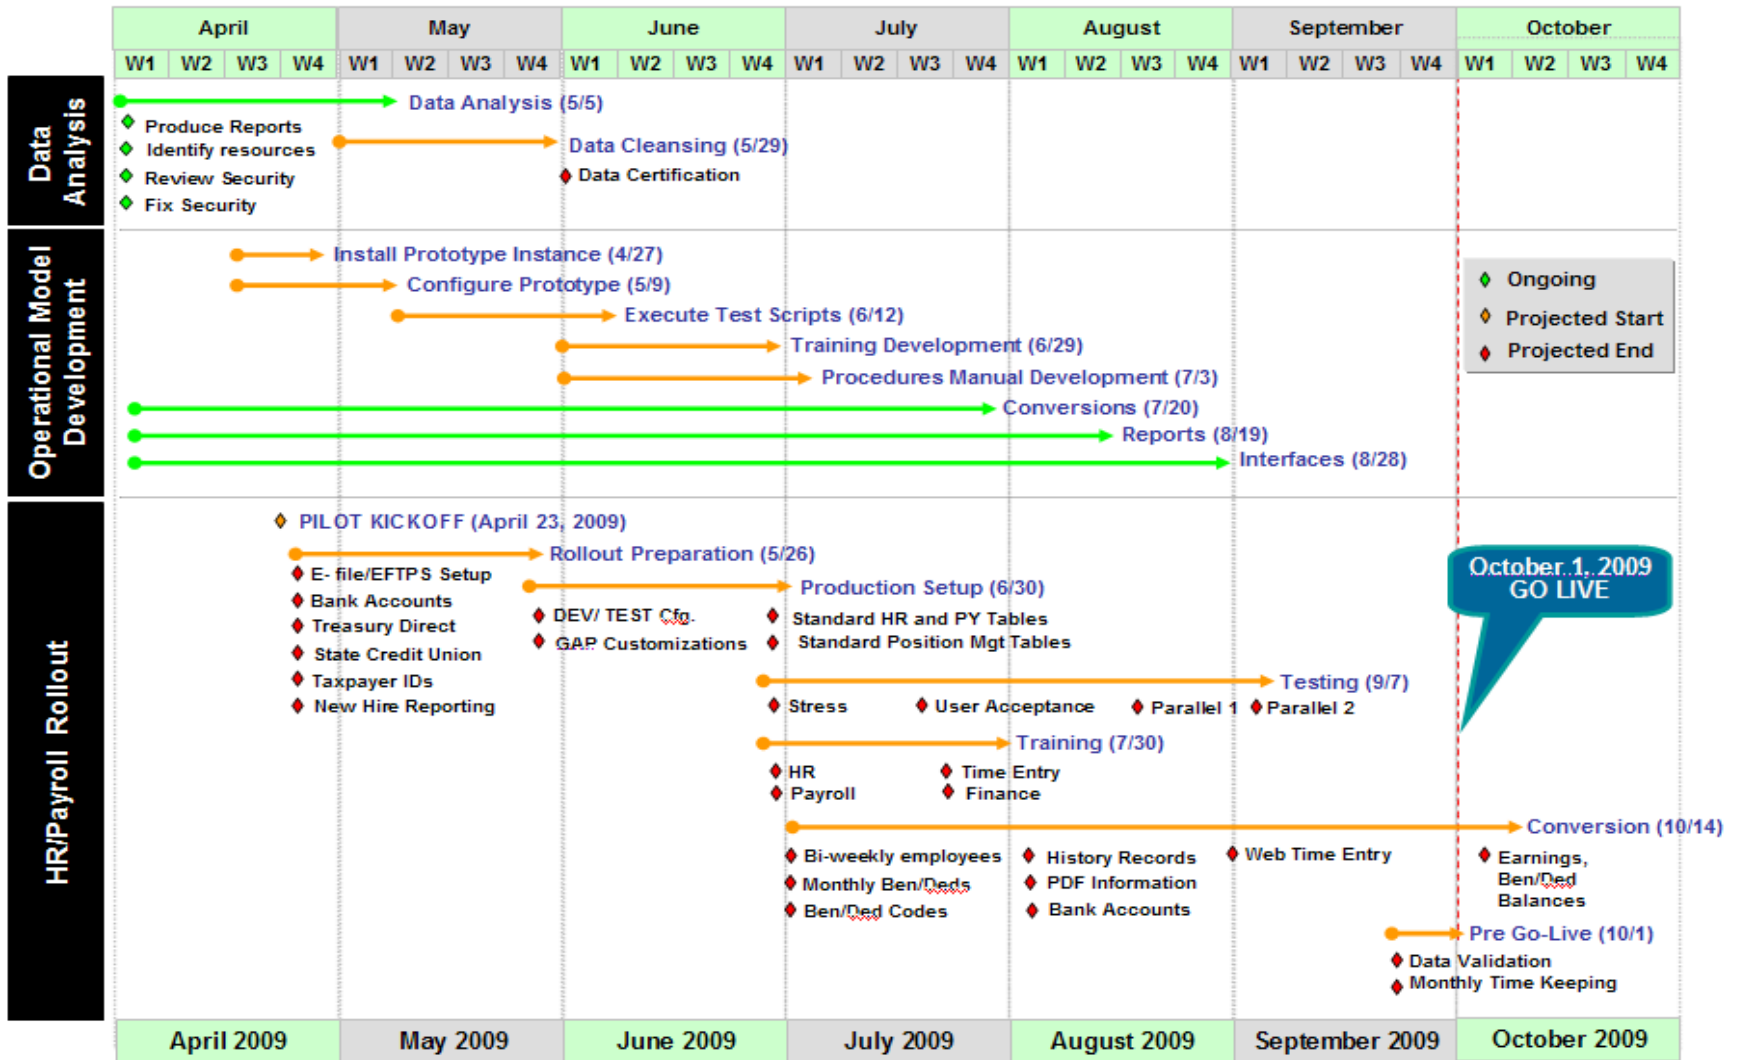 April May June July August September October
W1 W2 W3 W4 W1 W2 W3 W4 W1 W2 W3 W4 W1 W2 W3 W4 W1 W2 W3 W4 W1 W2 W3 W4 W1 W2 W3 W4
Data
Analysis
Data Analysis (5/5)
Produce Reports
Identify resources
Review Security
Fix Security
Data Cleansing (5/29)
Data Certification
Operational Model
Development
Install Prototype Instance (4/27)
Configure Prototype (5/9)
Execute Test Scripts (6/12)
Training Development (6/29)
Procedures Manual Development (7/3)
Conversions (7/20)
Reports (8/19)
Interfaces (8/28)
Ongoing
Projected Start
Projected End
HR/Payroll Rollout
PILOT KICKOFF (April 23, 2009)
Rollout Preparation (5/26)
E- file/EFTPS Setup
Bank Accounts
Treasury Direct
State Credit Union
Taxpayer IDs
New Hire Reporting
Production Setup (6/30)
DEV/ TEST Cfg.
GAP Customizations
Standard HR and PY Tables
Standard Position Mgt Tables
October 1, 2009
GO LIVE
Testing (9/7)
Stress User Acceptance Parallel 1 Parallel 2
Training (7/30)
HR
Payroll
Time Entry
Finance
Conversion (10/14)
Bi-weekly employees
Monthly Ben/Deds
Ben/Ded Codes
History Records
PDF Information
Bank Accounts
Web Time Entry
Earnings,
Ben/Ded
Balances
Pre Go-Live (10/1)
Data Validation
Monthly Time Keeping
April 2009 May 2009 June 2009 July 2009 August 2009 September 2009 October 2009